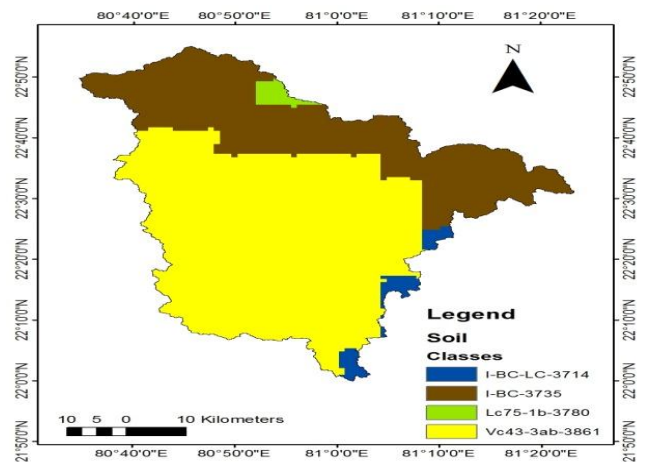 80°40'0"E 80°50'0"E 81°0'0"E 81°10'0"E 81°20'0"E
N
22°50'0"N 22°50'0"N
22°40'0"N 22°40'0"N
22°30'0"N 22°30'0"N
22°20'0"N 22°20'0"N
22°10'0"N 22°10'0"N
22°0'0"N 22°0'0"N
21°50'0"N 21°50'0"N
Legend
Soil
Classes
I-BC-LC-3714
I-BC-3735
Lc75-1b-3780
Vc43-3ab-3861
10 5 0 10 Kilometers
80°40'0"E 80°50'0"E 81°0'0"E 81°10'0"E 81°20'0"E